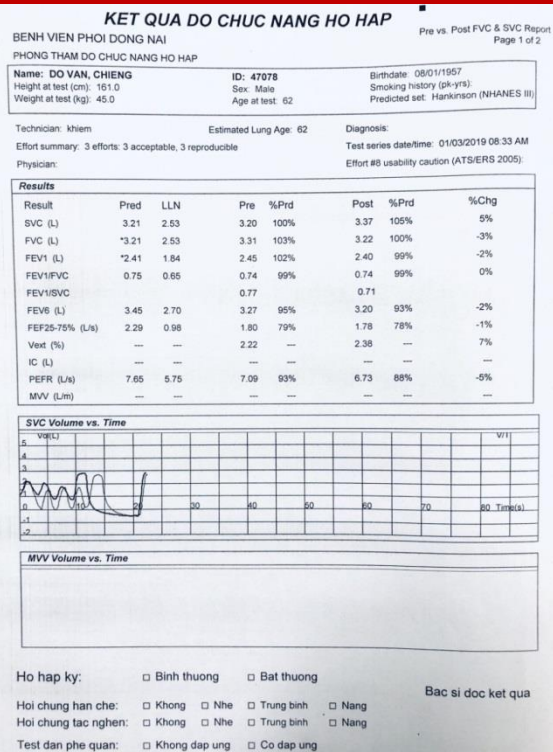 KET QUA DO CHUC NANG HO HAP
BENH VIEN PHOI DONG NAI
Pre vs. Post FVC & SVC Report
Page 1 of 2
PHONG THAM DO CHUC NANG HO HAP
Name: DO VAN, CHIENG ID: 47078 Birthdate: 08/01/1957
Height at test (cm): 161.0 Sex: Male Smoking history (pk-yrs):
Weight at test (kg): 45.0 Age at test: 62 Predicted set: Hankinson (NHANES III)
Technician: khiem Estimated Lung Age: 62 Diagnosis:
Effort summary: 3 efforts: 3 acceptable, 3 reproducible Test series date/time: 01/03/2019 08:33 AM
Physician: Effort #8 usability caution (ATS/ERS 2005):
Results
Result Pred LLN Pre %Prd Post %Prd %Chg
SVC (L) 3.21 2.53 3.20 100% 3.37 105% 5%
FVC (L) *3.21 2.53 3.31 103% 3.22 100% -3%
FEV1 (L) *2.41 1.84 2.45 102% 2.40 99% -2%
FEV1/FVC 0.75 0.65 0.74 99% 0.74 99% 0%
FEV1/SVC 0.77 0.71
FEV6 (L) 3.45 2.70 3.27 95% 3.20 93% -2%
FEF25-75% (L/s) 2.29 0.98 1.80 79% 1.78 78% -1%
Vext (%) --- --- 2.22 --- 2.38 --- 7%
IC (L) --- --- --- --- --- --- ---
PEFR (L/s) 7.65 5.75 7.09 93% 6.73 88% -5%
MVV (L/m) --- --- --- --- --- --- ---
SVC Volume vs. Time
Vol(L) V/T
5
4
3
2
1
0 10 20 30 40 50 60 70 80 Time(s)
-1
-2
MVV Volume vs. Time
Ho hap ky: □ Binh thuong □ Bat thuong
Bac si doc ket qua
Hoi chung han che: □ Khong □ Nhe □ Trung binh □ Nang
Hoi chung tac nghen: □ Khong □ Nhe □ Trung binh □ Nang
Test dan phe quan: □ Khong dap ung □ Co dap ung